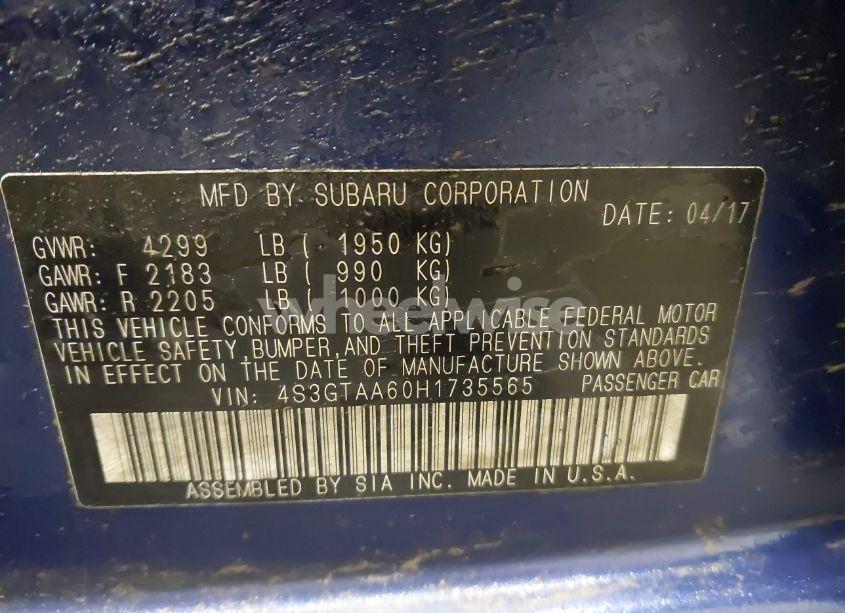 MFD BY SUBARU CORPORATION
DATE: 04/17
GVWR: 4299 LB ( 1950 KG)
GAWR: F 2183 LB ( 990 KG)
GAWR: R 2205 LB ( 1000 KG)
THIS VEHICLE CONFORMS TO ALL APPLICABLE FEDERAL MOTOR
VEHICLE SAFETY, BUMPER, AND THEFT PREVENTION STANDARDS
IN EFFECT ON THE DATE OF MANUFACTURE SHOWN ABOVE.
VIN: 4S3GTAA60H1735565 PASSENGER CAR
ASSEMBLED BY SIA INC. MADE IN U.S.A.
wheelwise